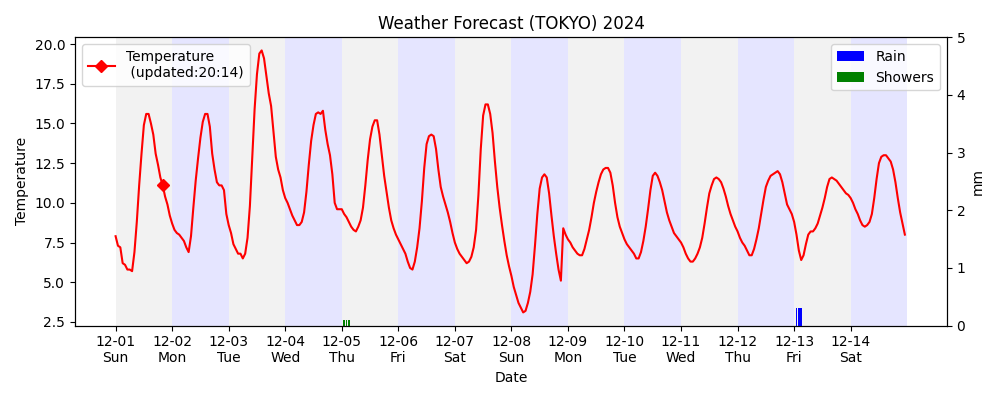 Weather Forecast (TOKYO) 2024
Temperature
(updated:20:14)
Rain
Showers
Temperature
20.0
17.5
15.0
12.5
10.0
7.5
5.0
2.5
5
4
3
2
1
0
mm
12-01 12-02 12-03 12-04 12-05 12-06 12-07 12-08 12-09 12-10 12-11 12-12 12-13 12-14
Sun Mon Tue Wed Thu Fri Sat Sun Mon Tue Wed Thu Fri Sat
Date